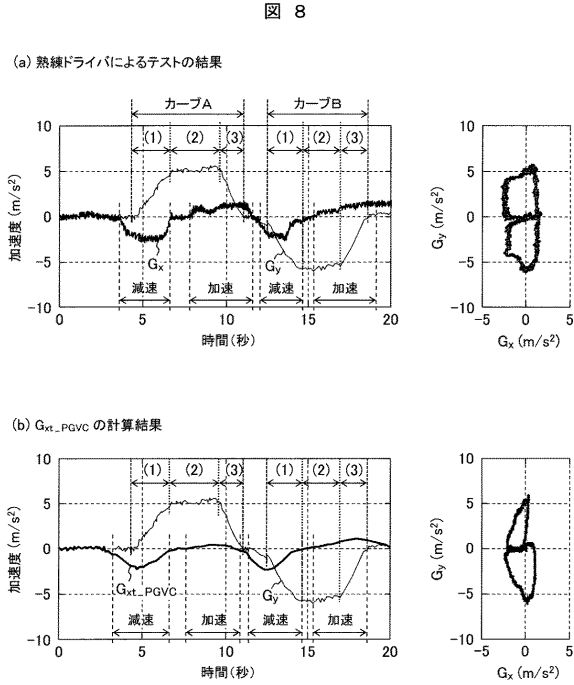 図 8
(a) 熟練ドライバによるテストの結果
カーブA カーブB
(1) (2) (3) (1) (2) (3)
10
5
0
-5
-10
加速度 (m/s²)
Gx
Gy
減速 加速 減速 加速
0 5 10 15 20
時間(秒)
10
5
0
-5
-10
Gy (m/s²)
-5 0 5
Gx (m/s²)
(b) Gxt_PGVC の計算結果
(1) (2) (3) (1) (2) (3)
10
5
0
-5
-10
加速度 (m/s²)
Gxt_PGVC
Gy
減速 加速 減速 加速
0 5 10 15 20
時間(秒)
10
5
0
-5
-10
Gy (m/s²)
-5 0 5
Gx (m/s²)